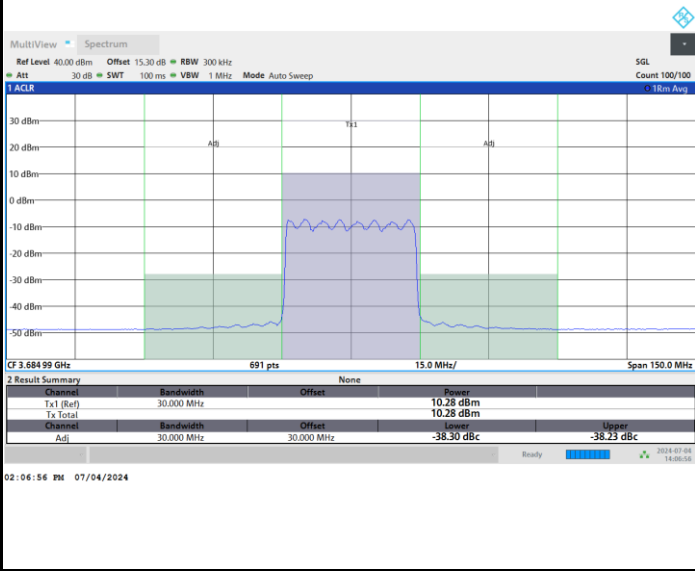 MultiView Spectrum
Ref Level 40.00 dBm Offset 15.30 dB RBW 300 kHz SGL
Att 30 dB SWT 100 ms VBW 1 MHz Mode Auto Sweep Count 100/100
1 ACLR 1Rm Avg
30 dBm
Tx1
20 dBm
Adj Adj
10 dBm
0 dBm
-10 dBm
-20 dBm
-30 dBm
-40 dBm
-50 dBm
CF 3.684 99 GHz 691 pts 15.0 MHz/ Span 150.0 MHz
2 Result Summary None
Channel Bandwidth Offset Power
Tx1 (Ref) 30.000 MHz 10.28 dBm
Tx Total 10.28 dBm
Channel Bandwidth Offset Lower Upper
Adj 30.000 MHz 30.000 MHz -38.30 dBc -38.23 dBc
Ready 14:06:58
02:06:56 PM 07/04/2024